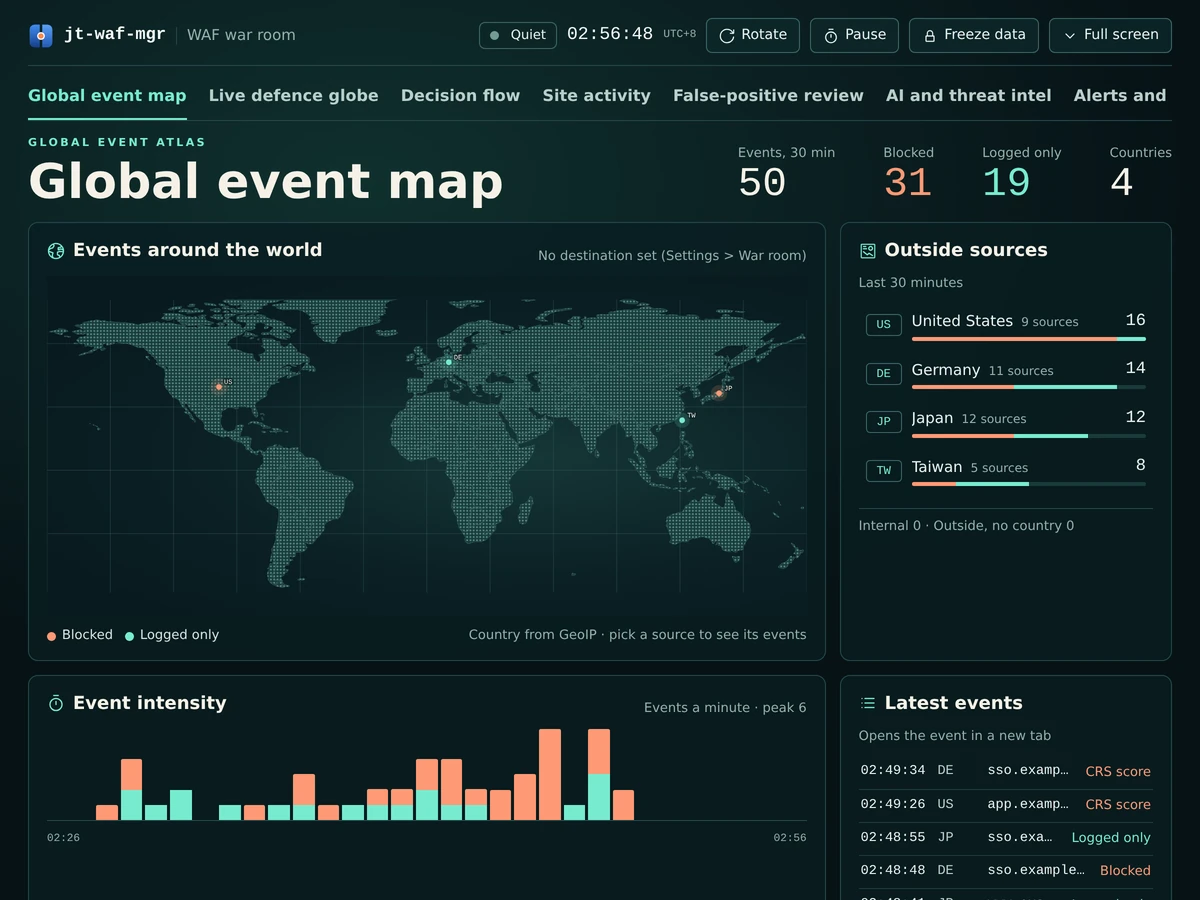 jt-waf-mgr WAF war room Quiet 02:56:48 UTC+8 Rotate Pause Freeze data Full screen
Global event map Live defence globe Decision flow Site activity False-positive review AI and threat intel Alerts and
GLOBAL EVENT ATLAS
Global event map
Events, 30 min Blocked Logged only Countries
50 31 19 4
Events around the world
No destination set (Settings > War room)
US
DE
JP
TW
Blocked Logged only
Country from GeoIP · pick a source to see its events
Outside sources
Last 30 minutes
US United States 9 sources 16
DE Germany 11 sources 14
JP Japan 12 sources 12
TW Taiwan 5 sources 8
Internal 0 · Outside, no country 0
Event intensity
Events a minute · peak 6
02:26 02:56
Latest events
Opens the event in a new tab
02:49:34 DE sso.examp… CRS score
02:49:26 US app.examp… CRS score
02:48:55 JP sso.exa… Logged only
02:48:48 DE sso.example… Blocked